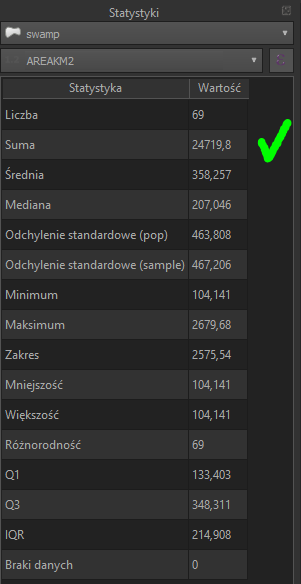 Statystyki
swamp
AREAKM2
Statystyka Wartość
Liczba 69
Suma 24719,8
Średnia 358,257
Mediana 207,046
Odchylenie standardowe (pop) 463,808
Odchylenie standardowe (sample) 467,206
Minimum 104,141
Maksimum 2679,68
Zakres 2575,54
Mniejszość 104,141
Większość 104,141
Różnorodność 69
Q1 133,403
Q3 348,311
IQR 214,908
Braki danych 0